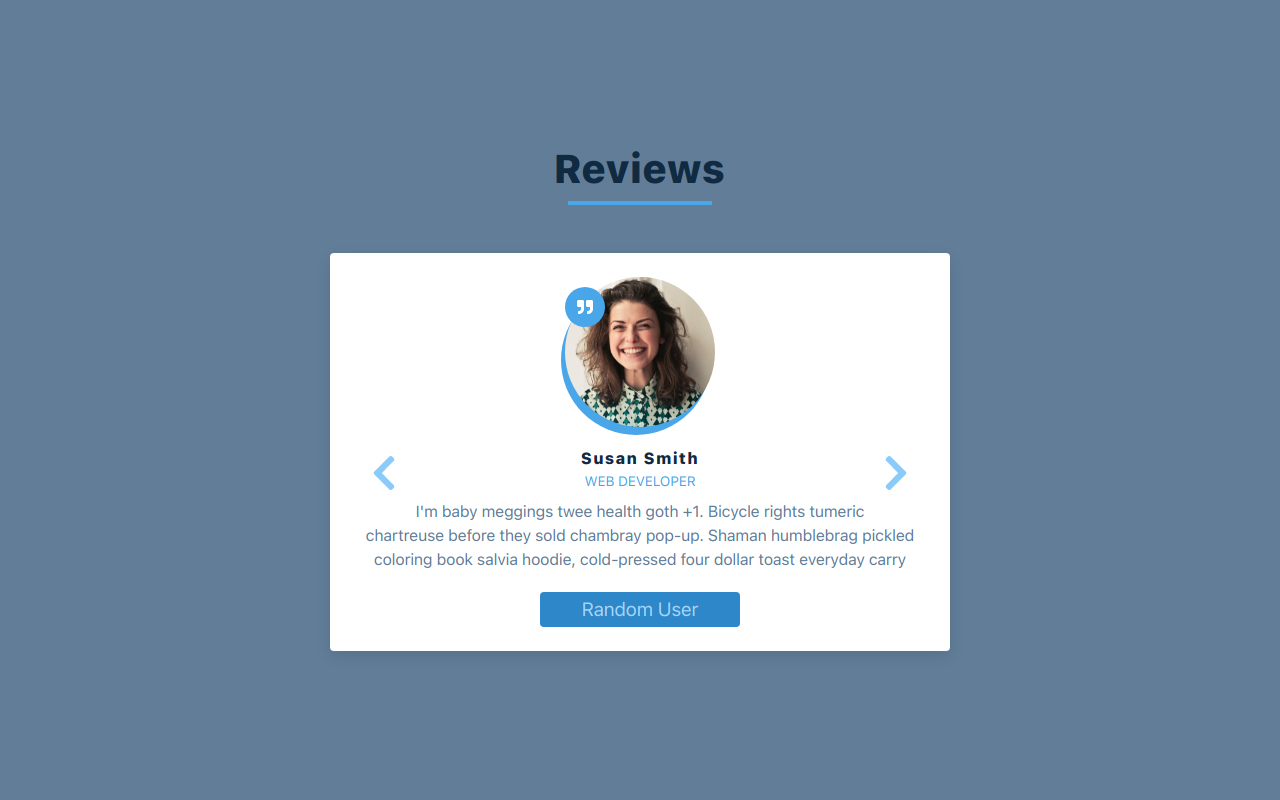 Reviews
Susan Smith
WEB DEVELOPER
I'm baby meggings twee health goth +1. Bicycle rights tumeric
chartreuse before they sold chambray pop-up. Shaman humblebrag pickled
coloring book salvia hoodie, cold-pressed four dollar toast everyday carry
Random User